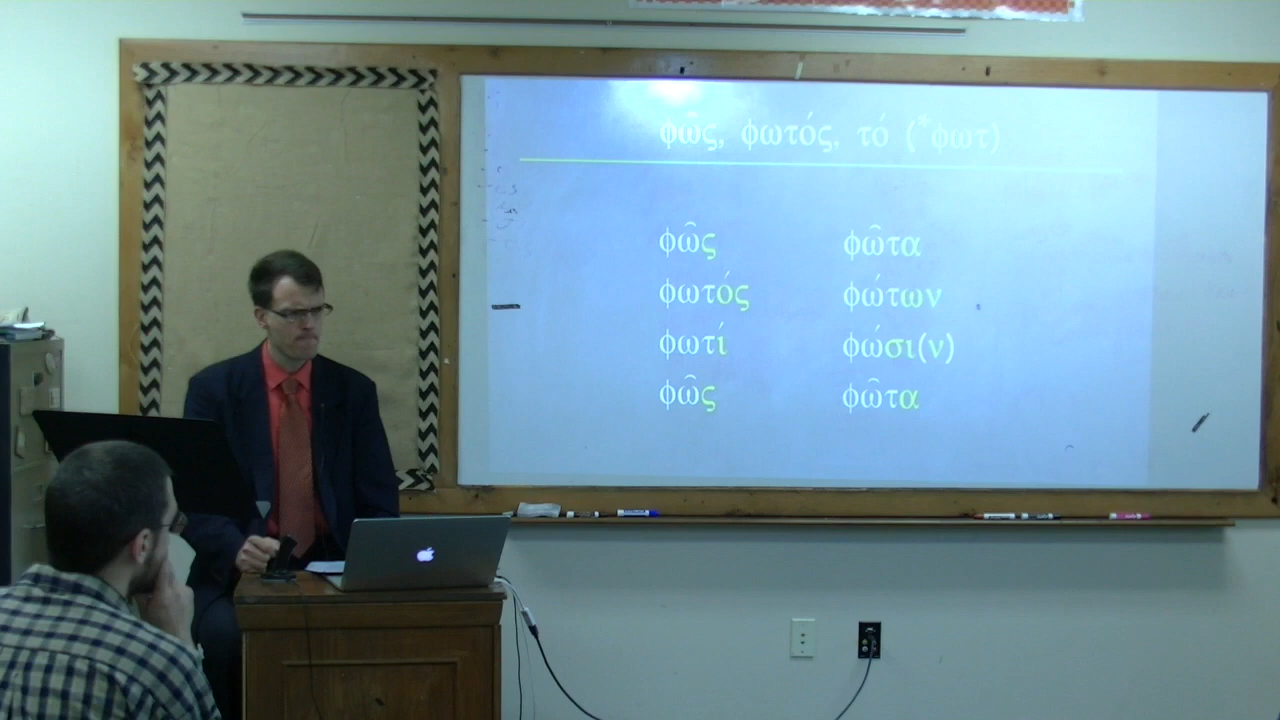 φῶς, φωτός, τό (*φωτ)
φῶς φῶτα
φωτός φώτων
φωτί φώσι(ν)
φῶς φῶτα